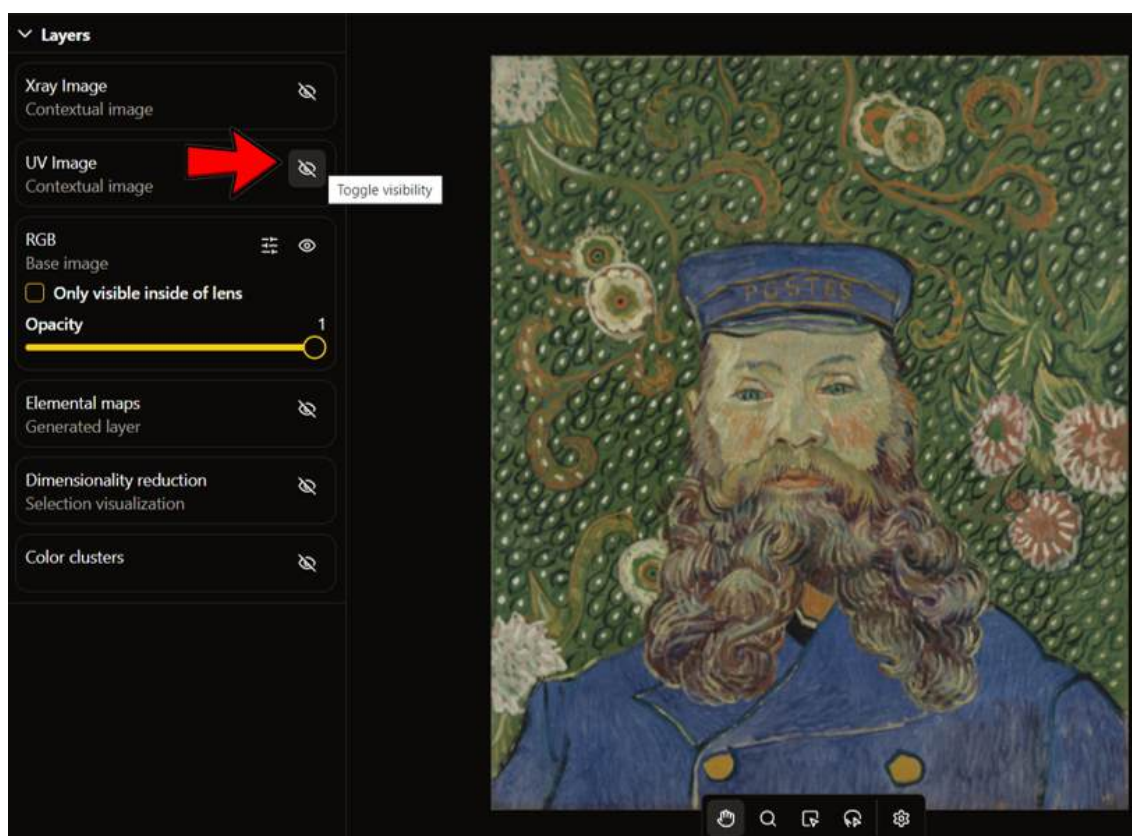 Layers
Xray Image
Contextual image
UV Image
Contextual image
Toggle visibility
RGB
Base image
Only visible inside of lens
Opacity 1
Elemental maps
Generated layer
Dimensionality reduction
Selection visualization
Color clusters
POSTES